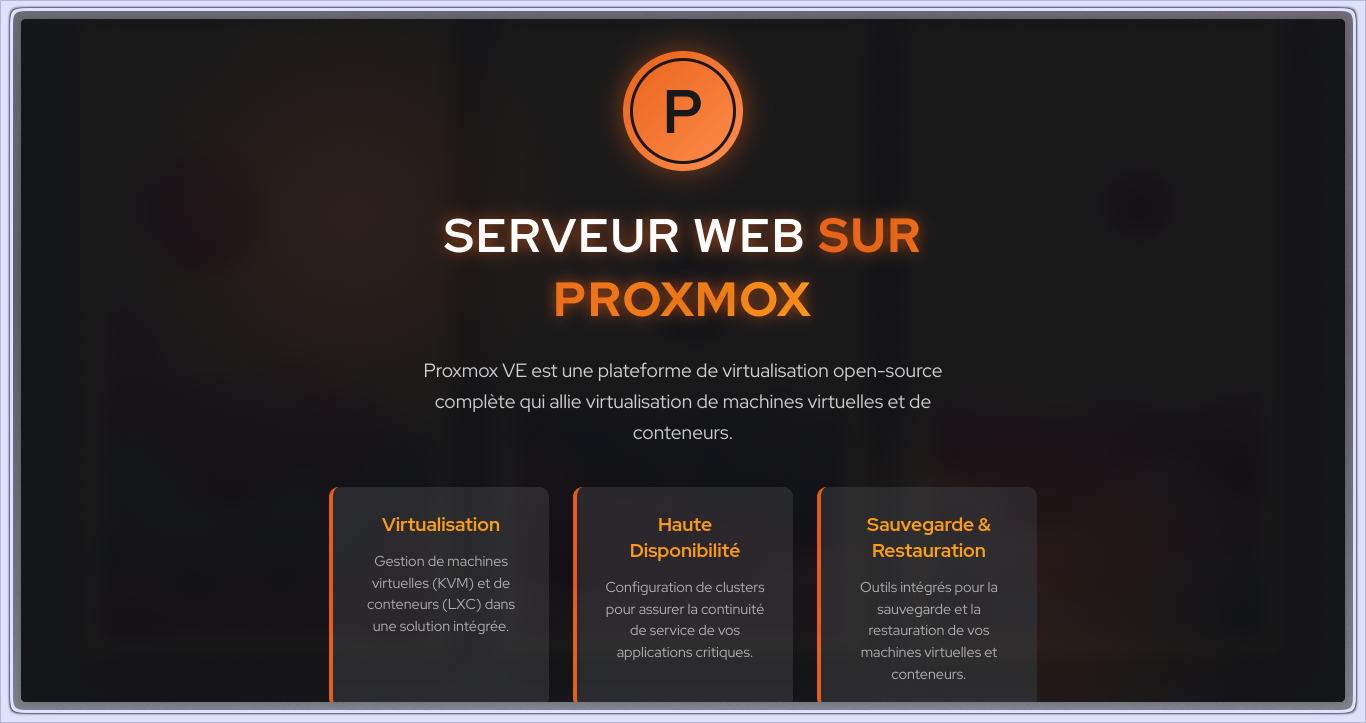 P
SERVEUR WEB SUR
PROXMOX
Proxmox VE est une plateforme de virtualisation open-source
complète qui allie virtualisation de machines virtuelles et de
conteneurs.
Virtualisation
Gestion de machines
virtuelles (KVM) et de
conteneurs (LXC) dans
une solution intégrée.
Haute
Disponibilité
Configuration de clusters
pour assurer la continuité
de service de vos
applications critiques.
Sauvegarde &
Restauration
Outils intégrés pour la
sauvegarde et la
restauration de vos
machines virtuelles et
conteneurs.